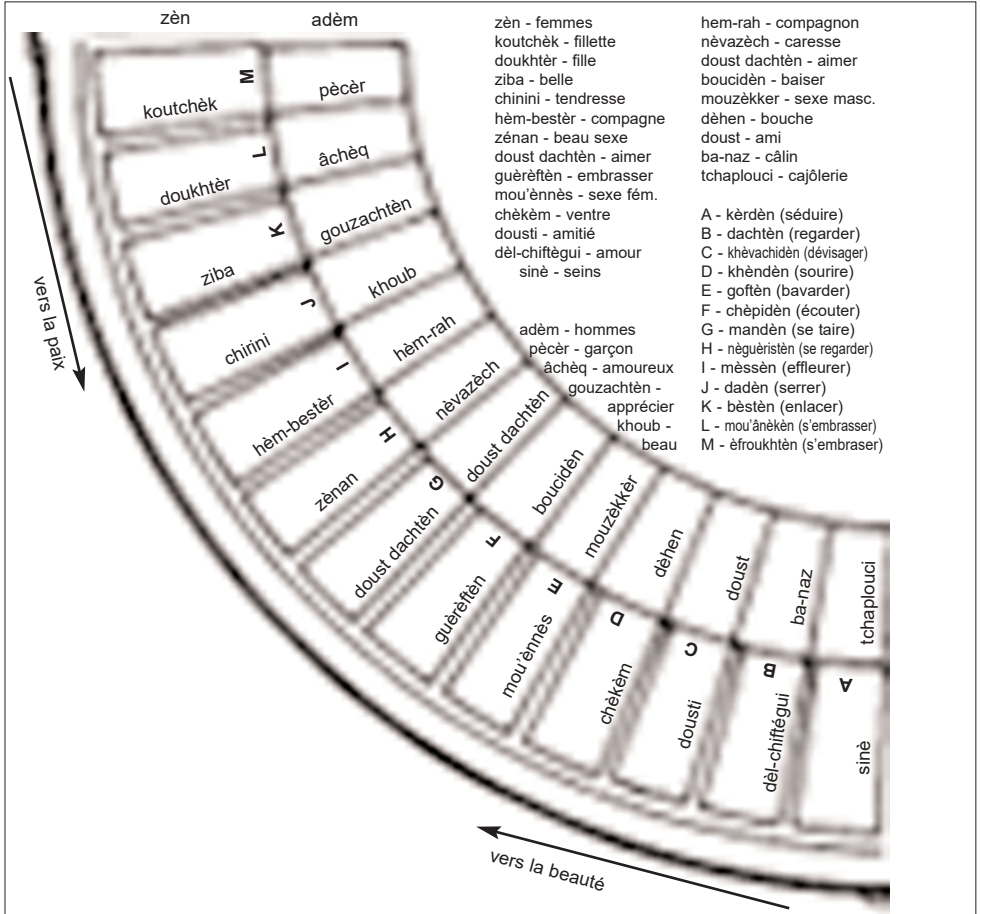 zèn
adèm
zèn - femmes
koutchèk - fillette
doukhtèr - fille
ziba - belle
chinini - tendresse
hèm-bestèr - compagne
zénan - beau sexe
doust dachtèn - aimer
guèrèftèn - embrasser
mou'ènnès - sexe fém.
chèkèm - ventre
dousti - amitié
dèl-chiftègui - amour
sinè - seins
adèm - hommes
pècèr - garçon
âchèq - amoureux
gouzachtèn -
apprécier
khoub -
beau
hem-rah - compagnon
nèvazèch - caresse
doust dachtèn - aimer
boucidèn - baiser
mouzèkker - sexe masc.
dèhen - bouche
doust - ami
ba-naz - câlin
tchaplouci - cajôlerie
A - kèrdèn (séduire)
B - dachtèn (regarder)
C - khèvachidèn (dévisager)
D - khèndèn (sourire)
E - goftèn (bavarder)
F - chèpidèn (écouter)
G - mandèn (se taire)
H - nègueristèn (se regarder)
I - mèssèn (effleurer)
J - dadèn (serrer)
K - bèstèn (enlacer)
L - mou'ânèkèn (s'embrasser)
M - èfroukhtèn (s'embraser)
koutchèk
M
pècèr
doukhtèr
L
âchèq
ziba
K
gouzachtèn
chirini
J
khoub
hèm-bestèr
I
hèm-rah
zènan
H
nèvazèch
doust dachtèn
G
doust dachtèn
guèrèftèn
F
boucidèn
mou'ènnès
E
mouzèkkèr
chèkèm
D
dèhen
dousti
C
doust
dèl-chiftégui
B
ba-naz
sinè
A
tchaplouci
vers la paix
vers la beauté